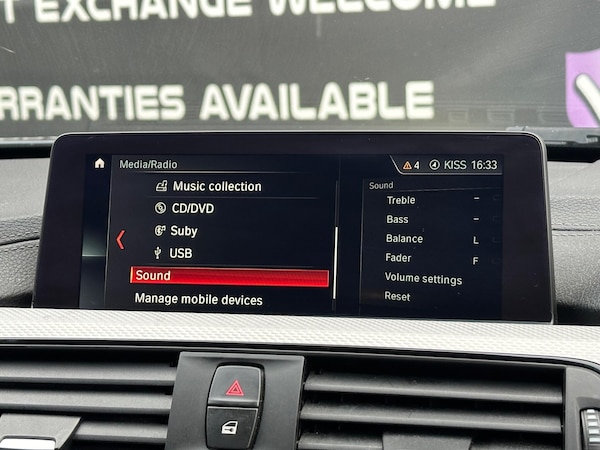 T EXCHANGE WELCOME
ARRANTIES AVAILABLE
Media/Radio
4 KISS 16:33
Music collection
CD/DVD
Suby
USB
Sound
Manage mobile devices
Sound
Treble -
Bass -
Balance L
Fader F
Volume settings
Reset